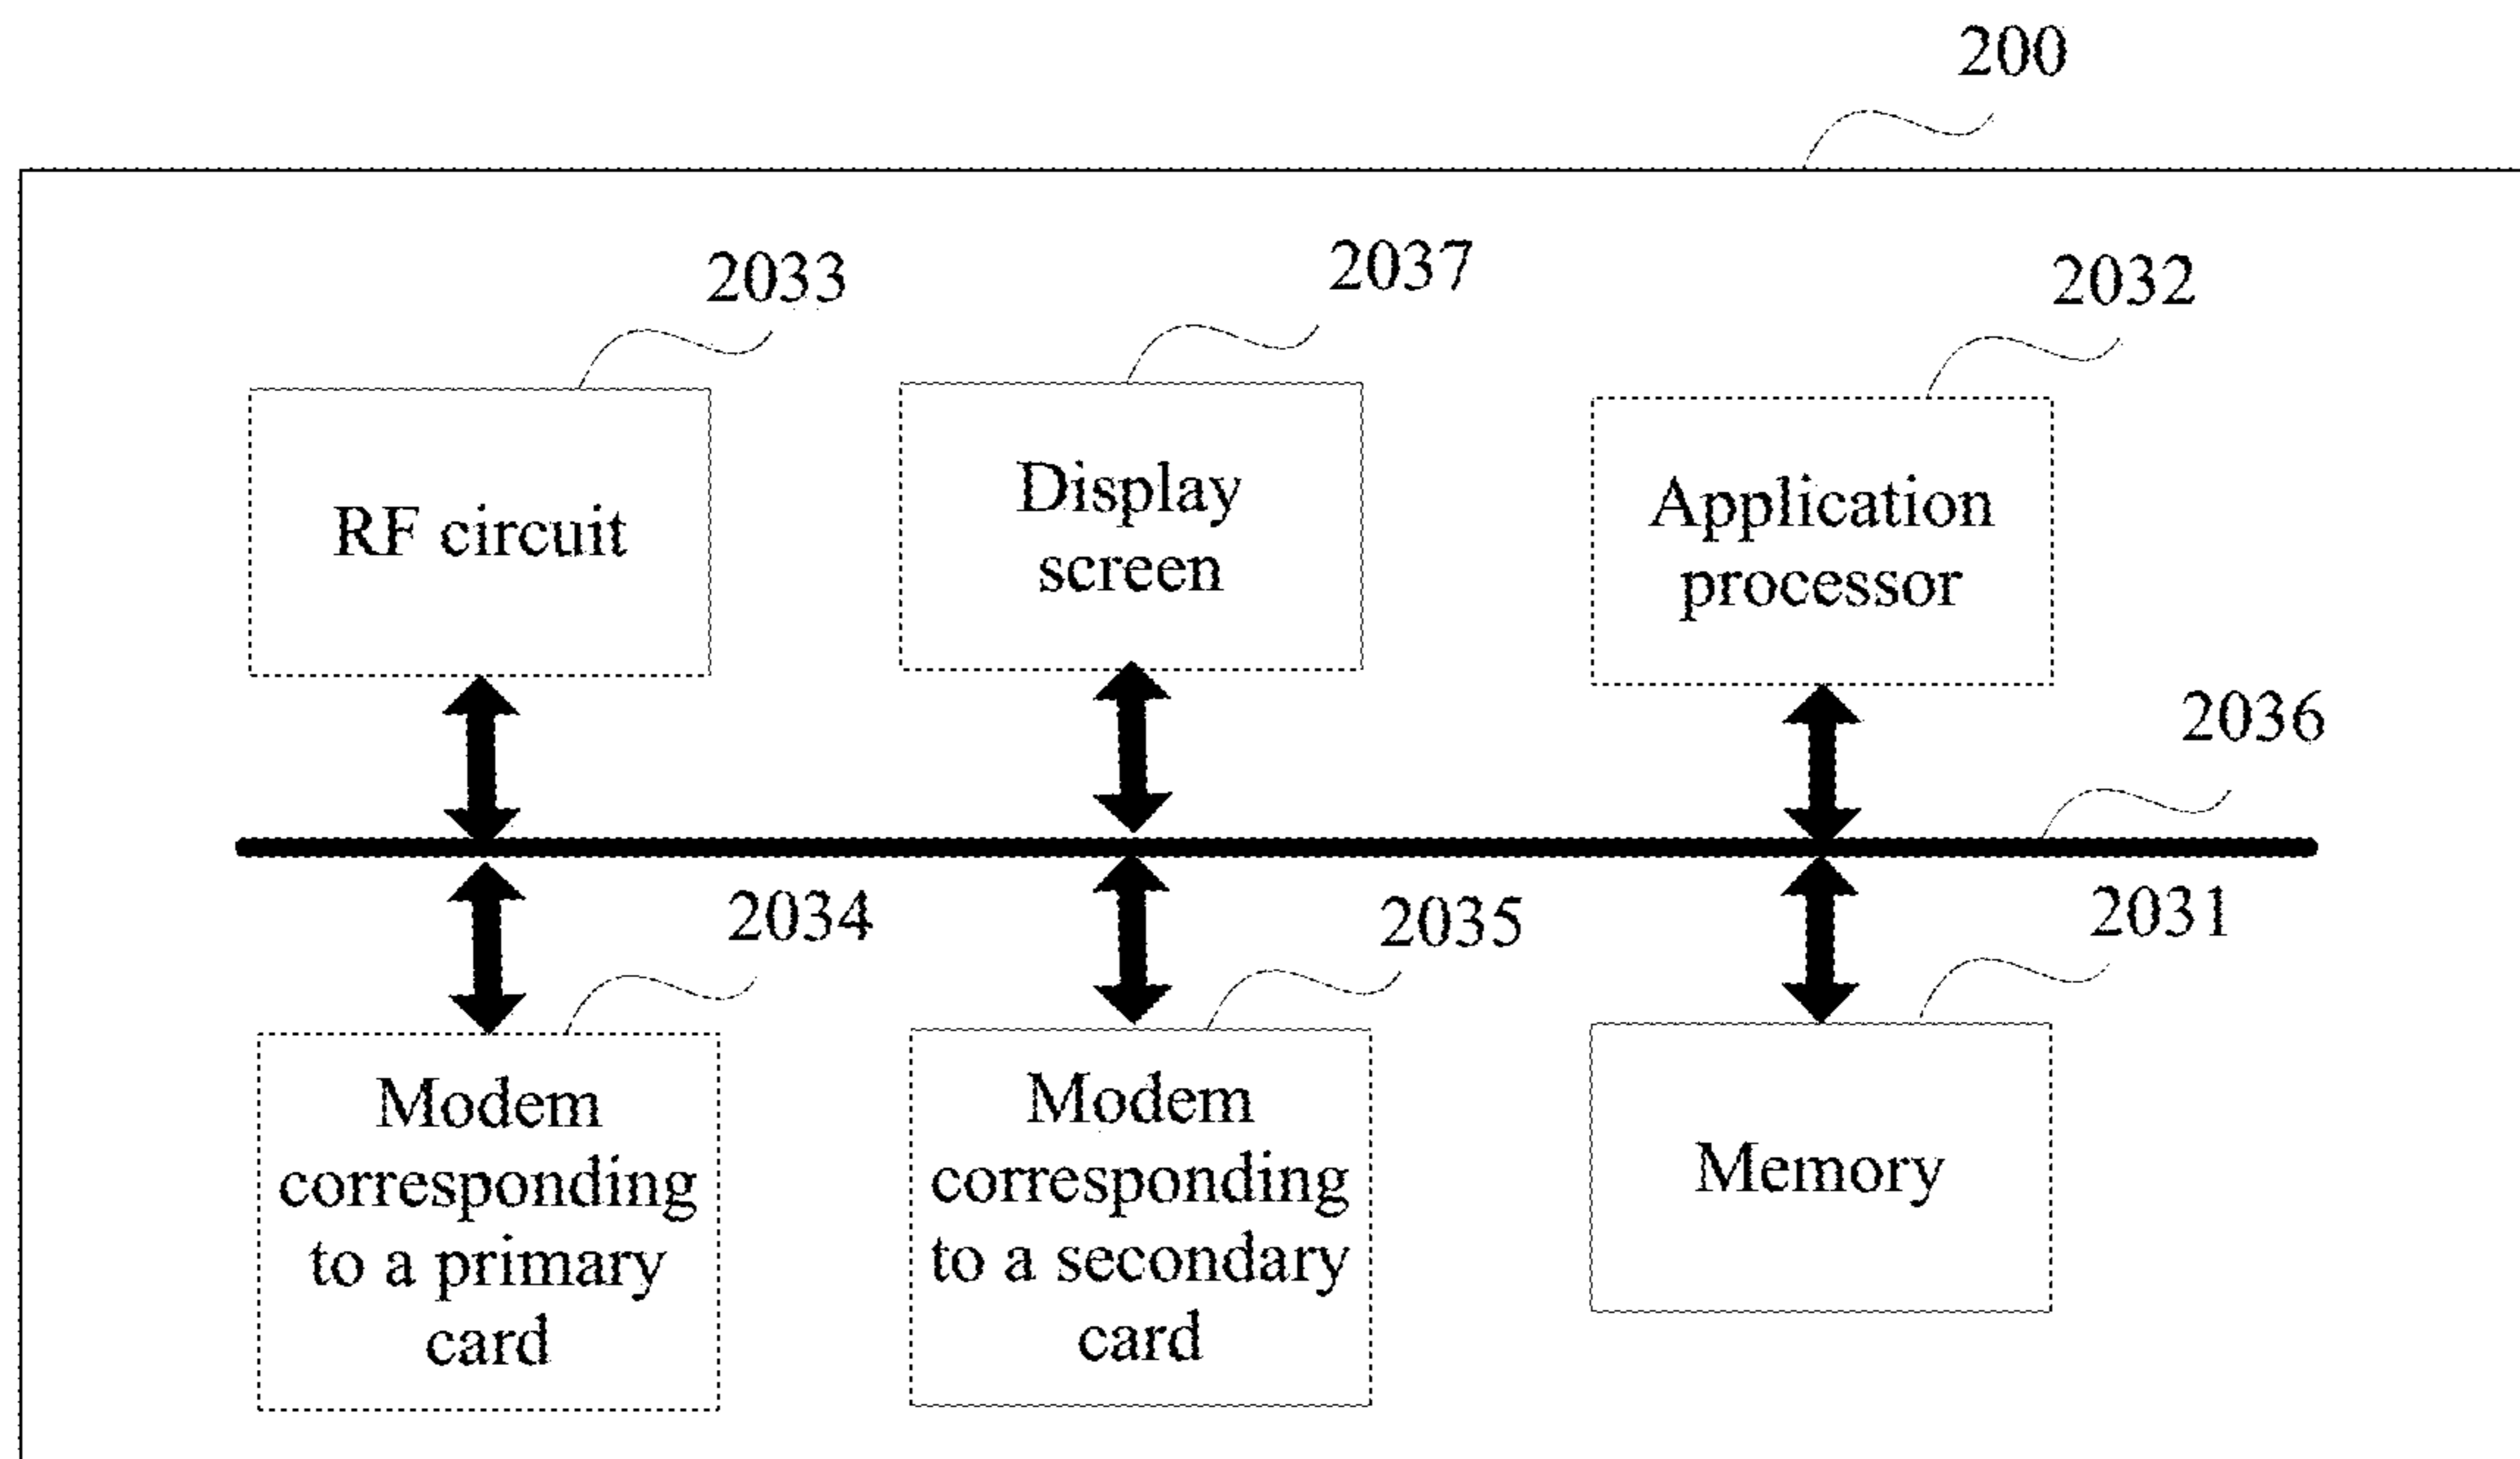 200
2033
2037
2032
RF circuit
Display
screen
Application
processor
2036
2034
2035
2031
Modem
corresponding
to a primary
card
Modem
corresponding
to a secondary
card
Memory